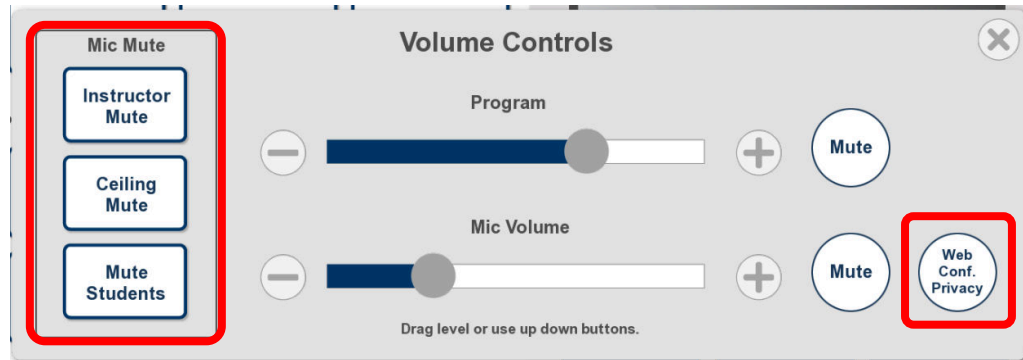 Mic Mute
Instructor
Mute
Ceiling
Mute
Mute
Students
Volume Controls
Program
Mute
Mic Volume
Mute
Web
Conf.
Privacy
Drag level or use up down buttons.